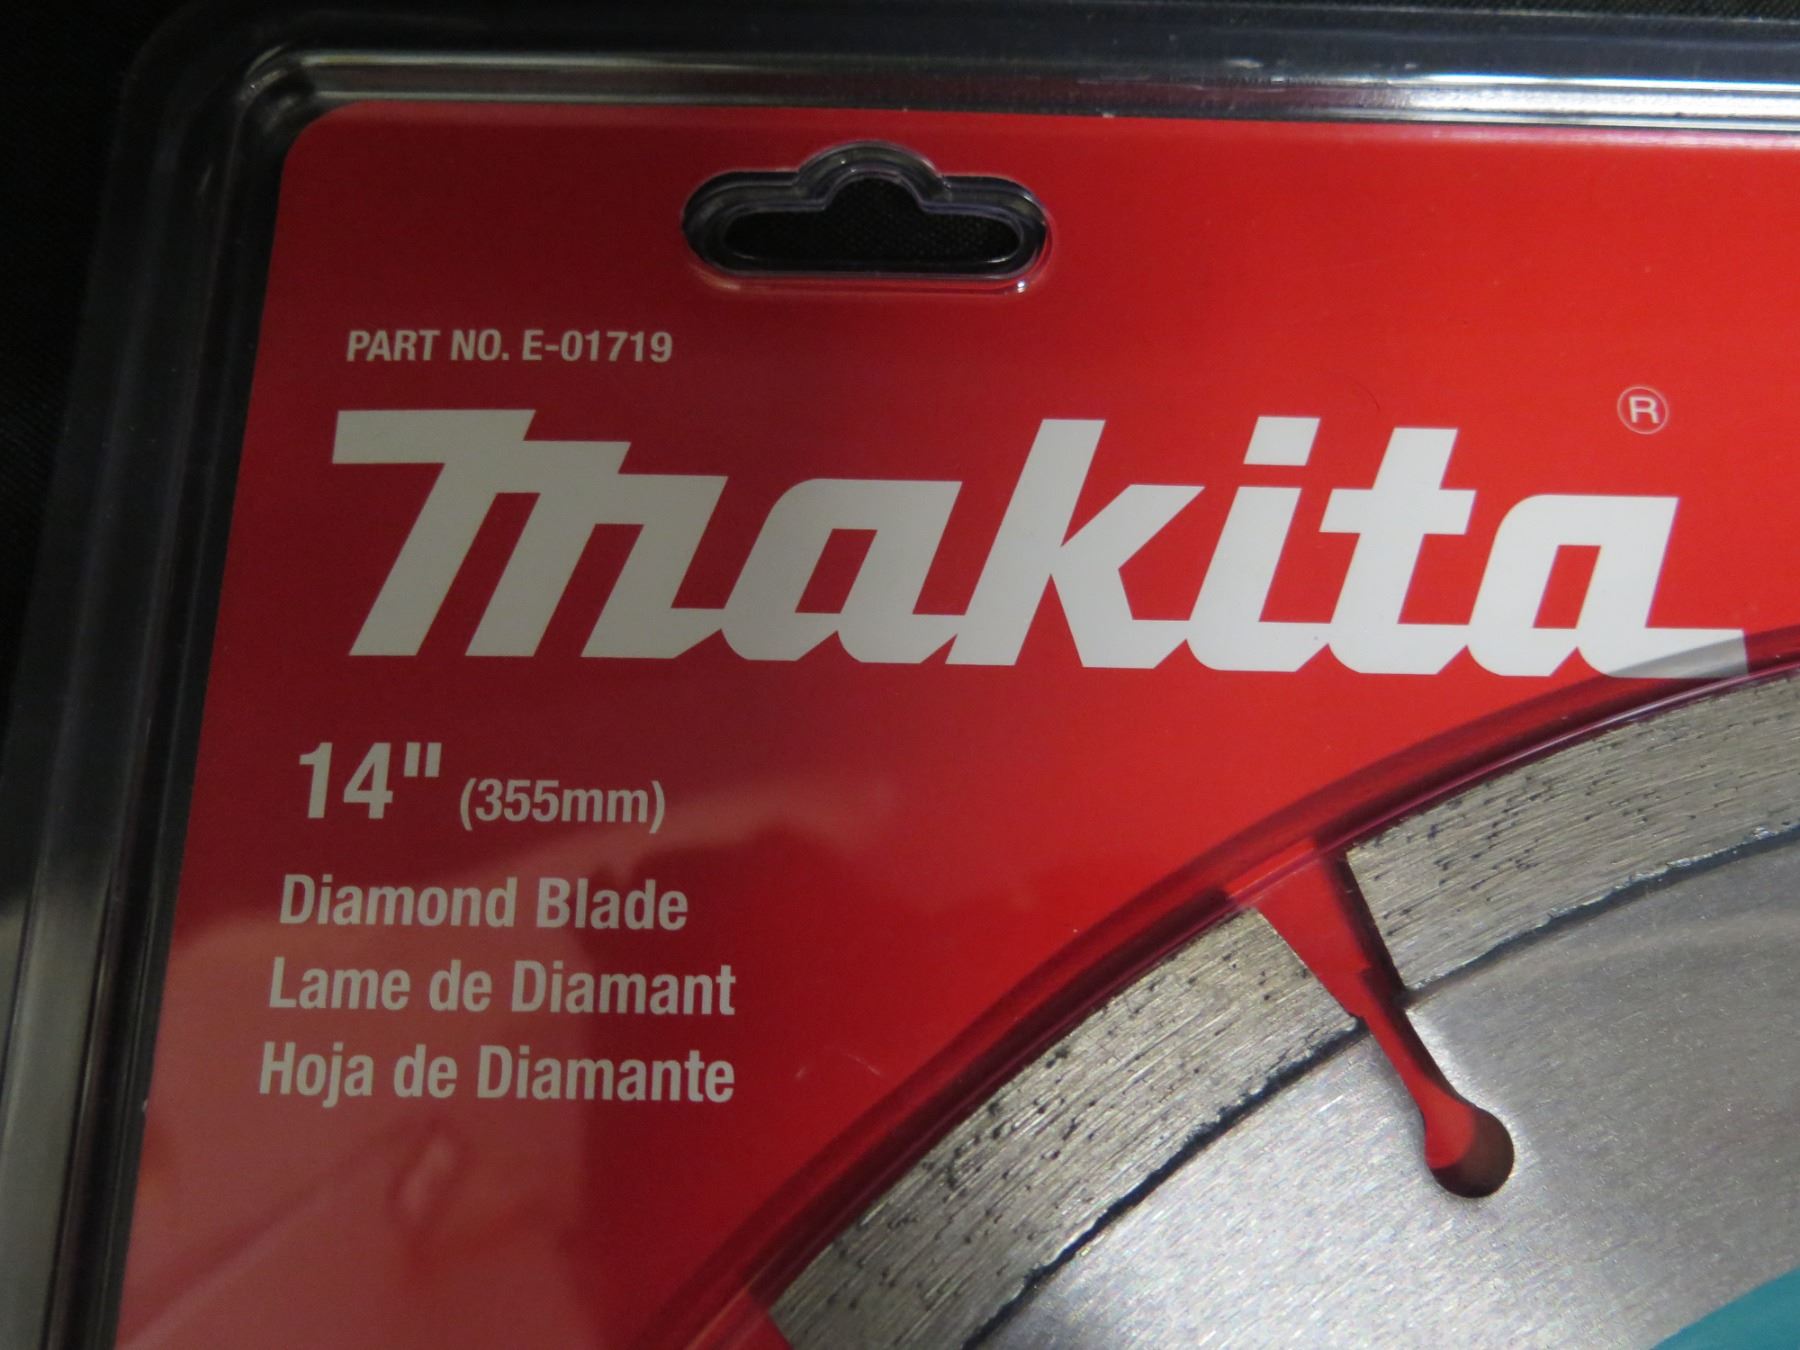 PART NO. E-01719
makita ®
14" (355mm)
Diamond Blade
Lame de Diamant
Hoja de Diamante